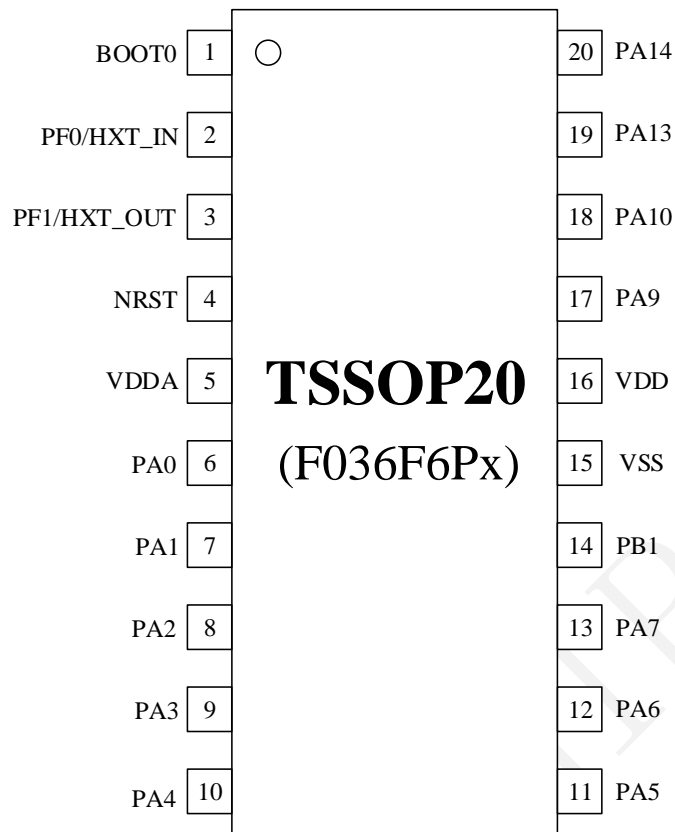 BOOT0 1 20 PA14
PF0/HXT_IN 2 19 PA13
PF1/HXT_OUT 3 18 PA10
NRST 4 17 PA9
VDDA 5 16 VDD
TSSOP20
PA0 6 15 VSS
(F036F6Px)
PA1 7 14 PB1
PA2 8 13 PA7
PA3 9 12 PA6
PA4 10 11 PA5